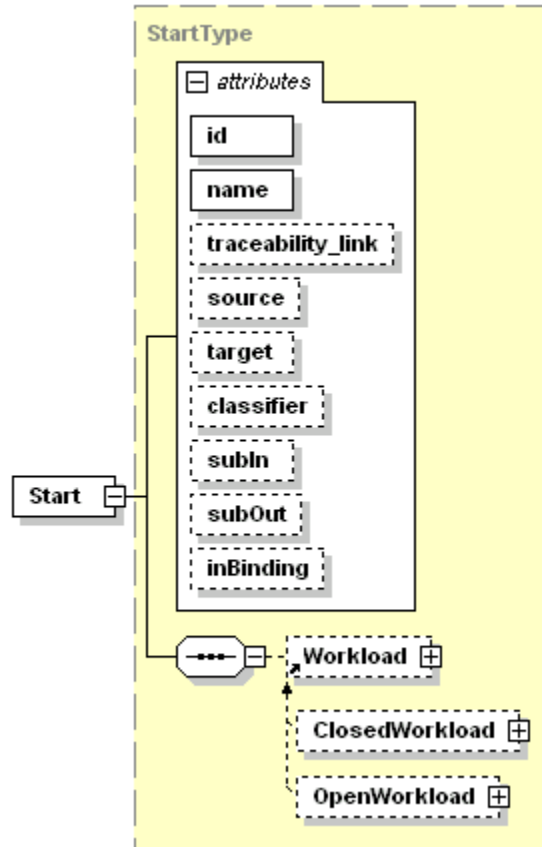 StartType
attributes
id
name
traceability_link
source
target
classifier
subIn
subOut
inBinding
Start
Workload
ClosedWorkload
OpenWorkload